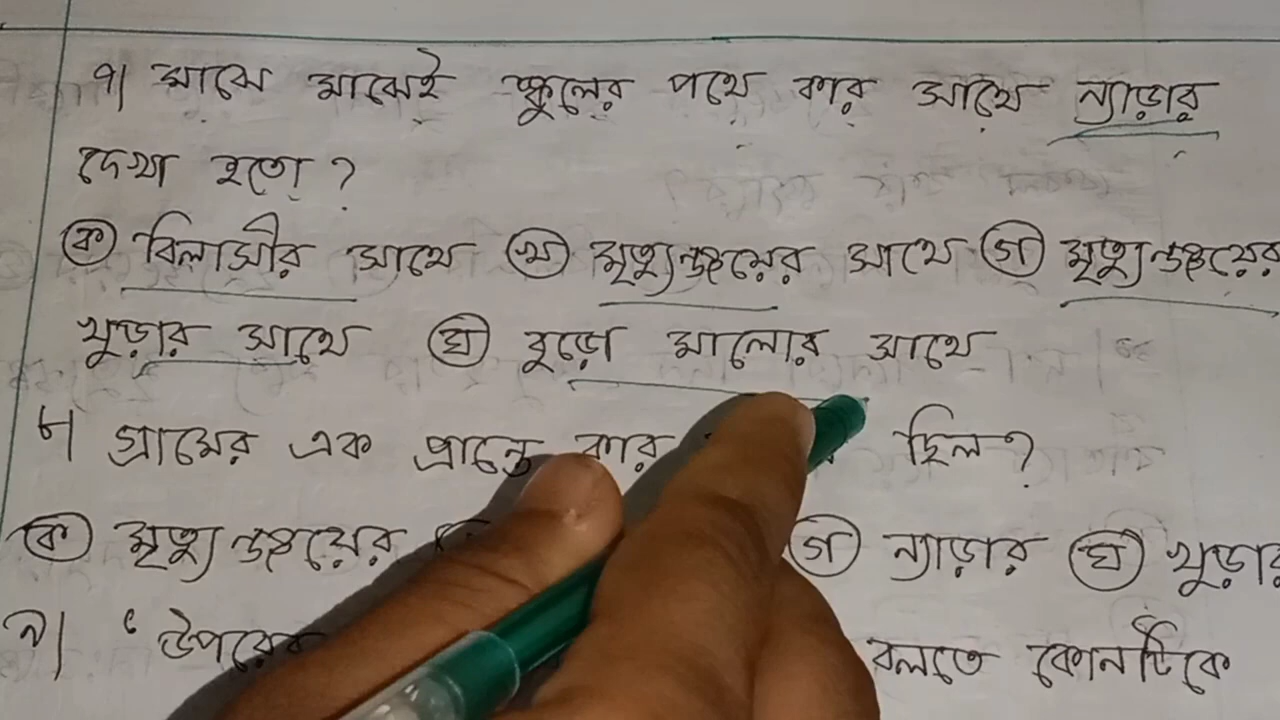 ৭| মাঝে মাঝেই স্কুলের পথে কার সাথে ন্যাড়ার
দেখা হতো?
ক বিলাসীর সাথে খ মৃত্যুঞ্জয়ের সাথে গ মৃত্যুঞ্জয়ের
খুড়ার সাথে ঘ বুড়ো মালোর সাথে
৮| গ্রামের এক প্রান্তে কার ছিল?
ক মৃত্যুঞ্জয়ের গ ন্যাড়ার ঘ খুড়ার
৯| ‘উপরের বলতে কোনটিকে